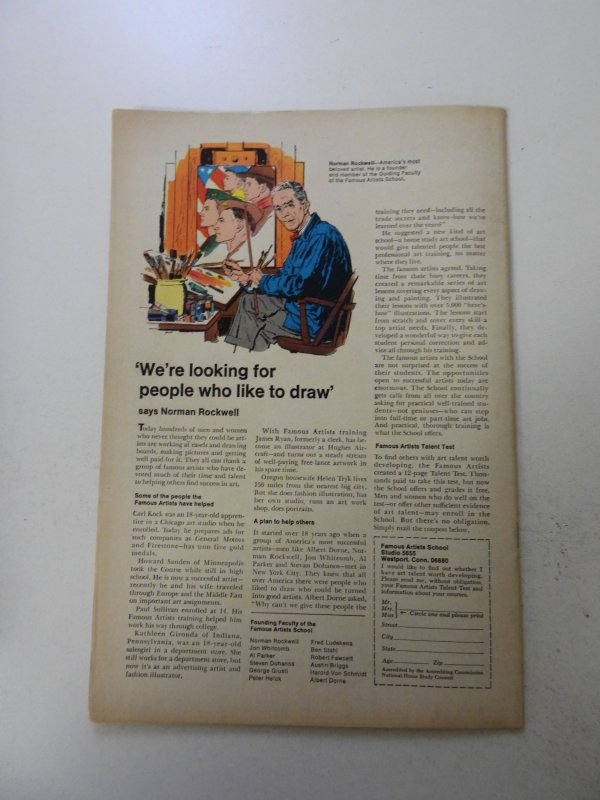 Norman Rockwell—America's most
beloved artist. He is a founder
and member of the Guiding Faculty
of the Famous Artists School.
'We're looking for
people who like to draw'
says Norman Rockwell
Today hundreds of men and women
who never thought they could be art-
ists are working at easels and drawing
boards, making pictures and getting
well paid for it. They all can thank a
group of famous artists who have de-
voted much of their time and talent
to helping others find success in art.
Some of the people the
Famous Artists have helped
Carl Kock was an 18-year-old appren-
tice in a Chicago art studio when he
enrolled. Today he prepares ads for
such companies as General Motors
and Firestone—has won five gold
medals.
Howard Sanden of Minneapolis
took the Course while still in high
school. He is now a successful artist—
recently he and his wife traveled
through Europe and the Middle East
on important art assignments.
Paul Sullivan enrolled at 14. His
Famous Artists training helped him
work his way through college.
Kathleen Gironda of Indiana,
Pennsylvania, was an 18-year-old
salesgirl in a department store. She
still works for a department store, but
now it's as an advertising artist and
fashion illustrator.
With Famous Artists training
James Ryan, formerly a clerk, has be-
come an illustrator at Hughes Air-
craft—and turns out a steady stream
of well-paying free-lance artwork in
his spare time.
Oregon housewife Helen Tryk lives
150 miles from the nearest big city.
But she does fashion illustration, has
her own studio, runs an art work
shop, does portraits.
A plan to help others
It started over 18 years ago when a
group of America's most successful
artists—men like Albert Dorne, Nor-
man Rockwell, Jon Whitcomb, Al
Parker and Stevan Dohanos—met in
New York City. They knew that all
over America there were people who
liked to draw who could be turned
into good artists. Albert Dorne asked,
"Why can't we give these people the
Founding Faculty of the
Famous Artists School
Norman Rockwell
Jon Whitcomb
Al Parker
Stevan Dohanos
George Giusti
Peter Helck
Fred Ludekens
Ben Stahl
Robert Fawcett
Austin Briggs
Harold Von Schmidt
Albert Dorne
training they need—including all the
trade secrets and know-how we've
learned over the years?"
He suggested a new kind of art
school—a home study art school—that
would give talented people the best
professional art training, no matter
where they live.
The famous artists agreed. Taking
time from their busy careers, they
created a remarkable series of art
lessons covering every aspect of draw-
ing and painting. They illustrated
their lessons with over 5,000 "here's-
how" illustrations. The lessons start
from scratch and cover every skill a
top artist needs. Finally, they de-
veloped a wonderful way to give each
student personal correction and ad-
vice all through his training.
The famous artists with the School
are not surprised at the success of
their students. The opportunities
open to successful artists today are
enormous. The School continually
gets calls from all over the country
asking for practical well-trained stu-
dents—not geniuses—who can step
into full-time or part-time art jobs.
And practical, thorough training is
what the School offers.
Famous Artists Talent Test
To find others with art talent worth
developing, the Famous Artists
created a 12-page Talent Test. Thou-
sands paid to take this test, but now
the School offers and grades it free.
Men and women who do well on the
test—or offer other sufficient evidence
of art talent—may enroll in the
School. But there's no obligation.
Simply mail the coupon below.
Famous Artists School
Studio 5655
Westport, Conn. 06880
I would like to find out whether I
have art talent worth developing.
Please send me, without obligation,
your Famous Artists Talent Test and
information about your courses.
Mr.
Mrs.
Miss
← Circle one and please print
Street
City
State
Age Zip
Accredited by the Accrediting Commission
National Home Study Council